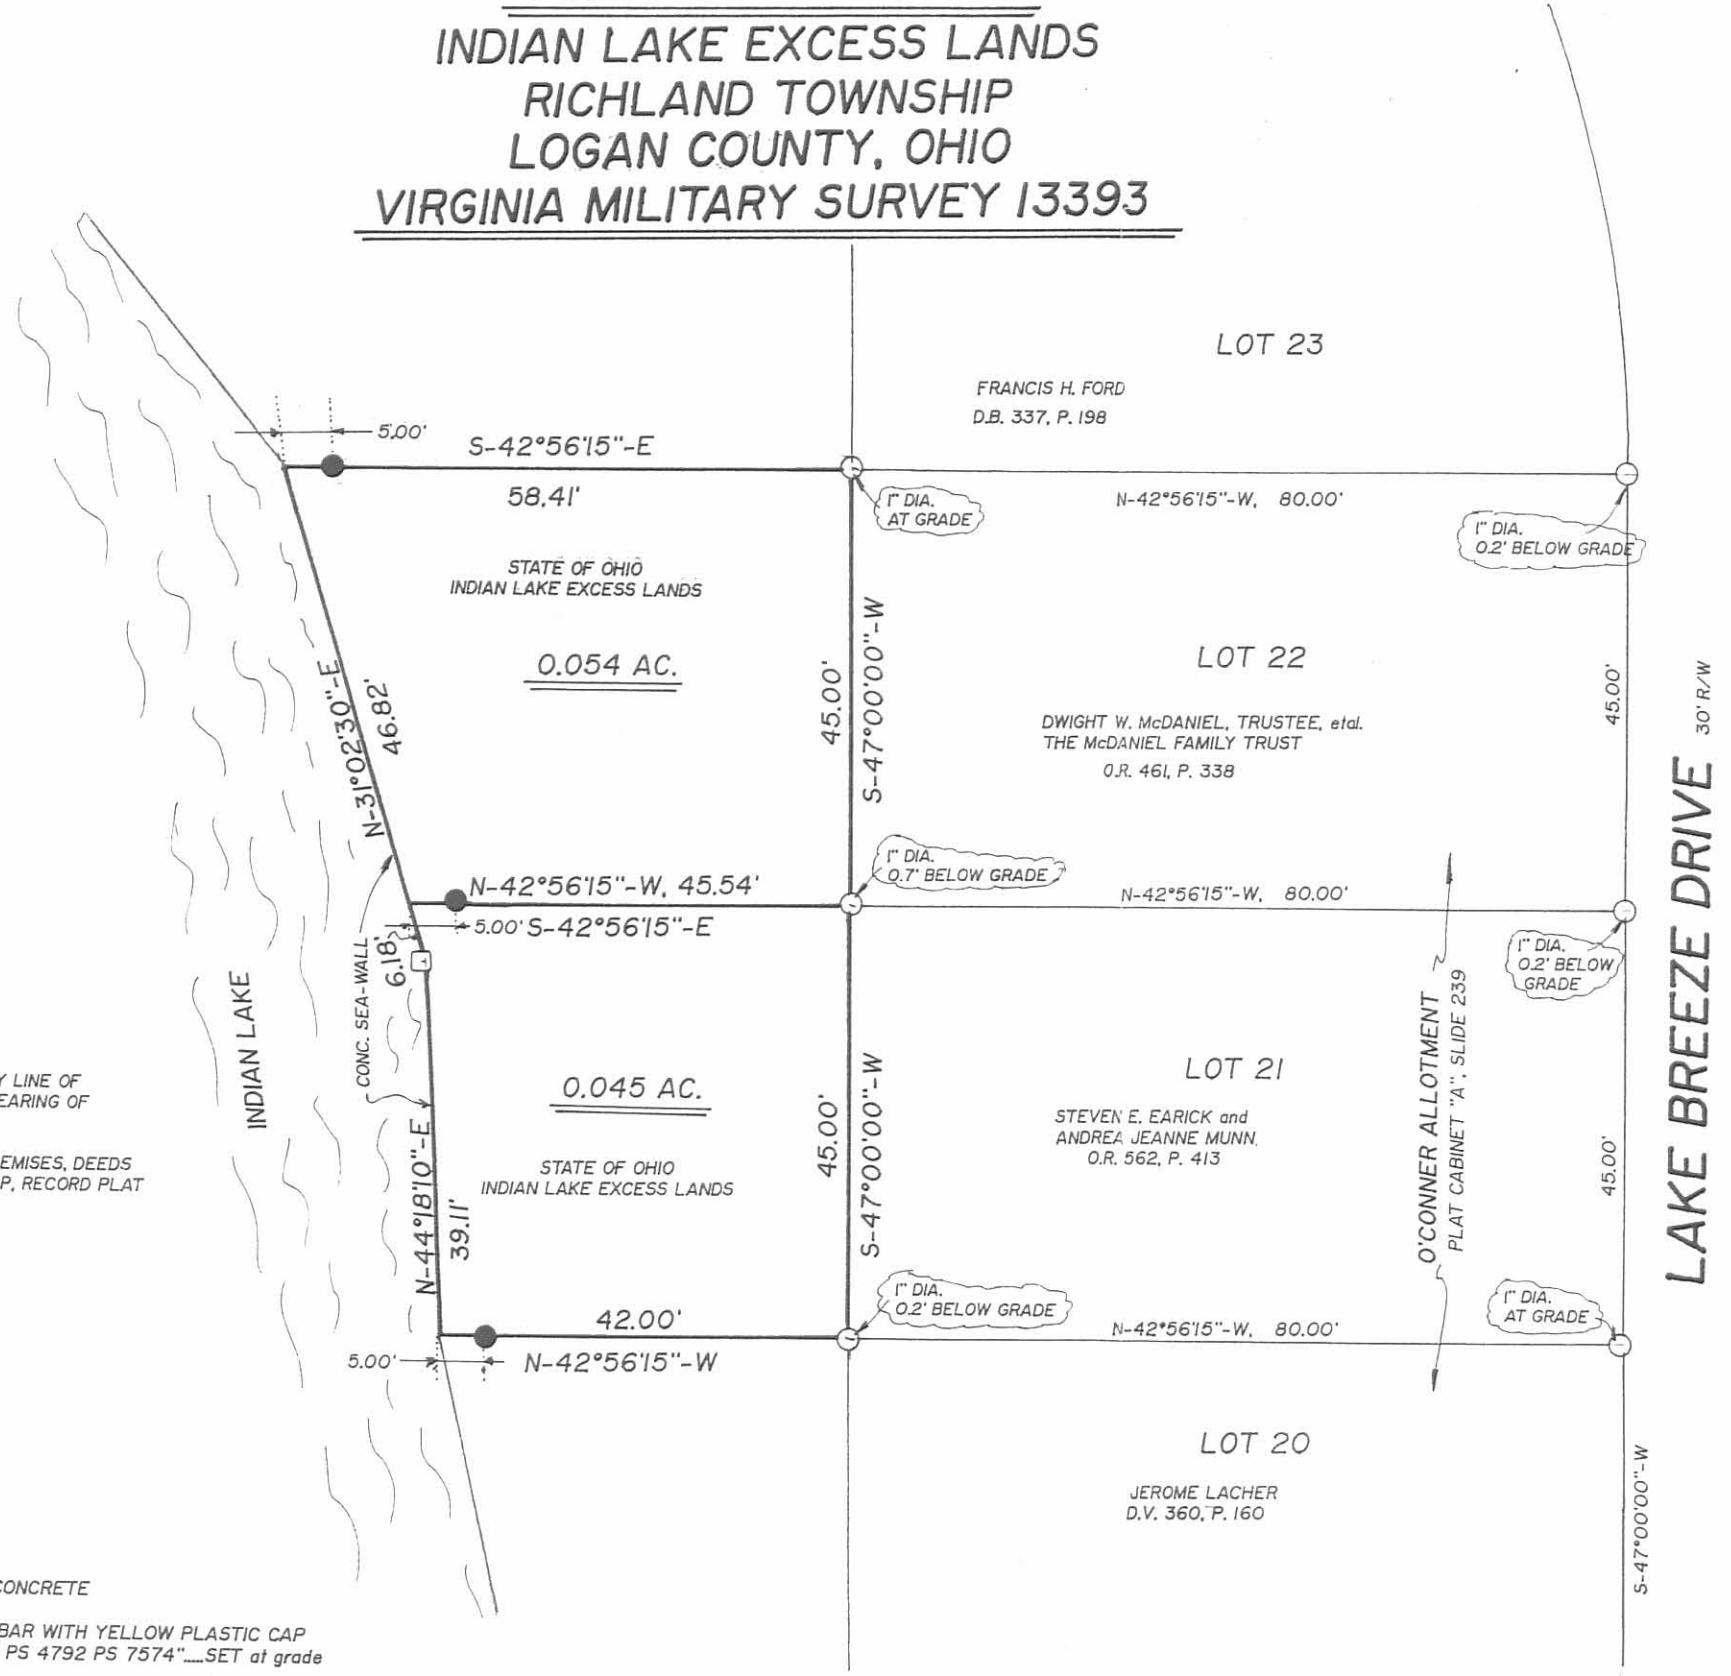 INDIAN LAKE EXCESS LANDS
RICHLAND TOWNSHIP
LOGAN COUNTY, OHIO
VIRGINIA MILITARY SURVEY 13393
LOT 23
FRANCIS H. FORD
D.B. 337, P. 198
5.00'
S-42°56'15"-E
58.41'
1" DIA.
AT GRADE
N-42°56'15"-W, 80.00'
1" DIA.
0.2' BELOW GRADE
STATE OF OHIO
INDIAN LAKE EXCESS LANDS
0.054 AC.
N-31°02'30"-E
46.82'
45.00'
S-47°00'00"-W
LOT 22
DWIGHT W. McDANIEL, TRUSTEE, etal.
THE McDANIEL FAMILY TRUST
O.R. 461, P. 338
45.00'
LAKE BREEZE DRIVE 30' R/W
1" DIA.
0.7' BELOW GRADE
N-42°56'15"-W, 45.54'
5.00' S-42°56'15"-E
N-42°56'15"-W, 80.00'
1" DIA.
0.2' BELOW
GRADE
6.18'
CONC. SEA-WALL
INDIAN LAKE
0.045 AC.
STATE OF OHIO
INDIAN LAKE EXCESS LANDS
N-44°18'10"-E
39.11'
45.00'
S-47°00'00"-W
LOT 21
STEVEN E. EARICK and
ANDREA JEANNE MUNN,
O.R. 562, P. 413
O'CONNER ALLOTMENT
PLAT CABINET "A", SLIDE 239
45.00'
Y LINE OF
EARING OF
EMISES, DEEDS
P, RECORD PLAT
1" DIA.
0.2' BELOW GRADE
42.00'
5.00'
N-42°56'15"-W
N-42°56'15"-W, 80.00'
1" DIA.
AT GRADE
LOT 20
JEROME LACHER
D.V. 360, P. 160
S-47°00'00"-W
CONCRETE
BAR WITH YELLOW PLASTIC CAP
PS 4792 PS 7574"....SET at grade